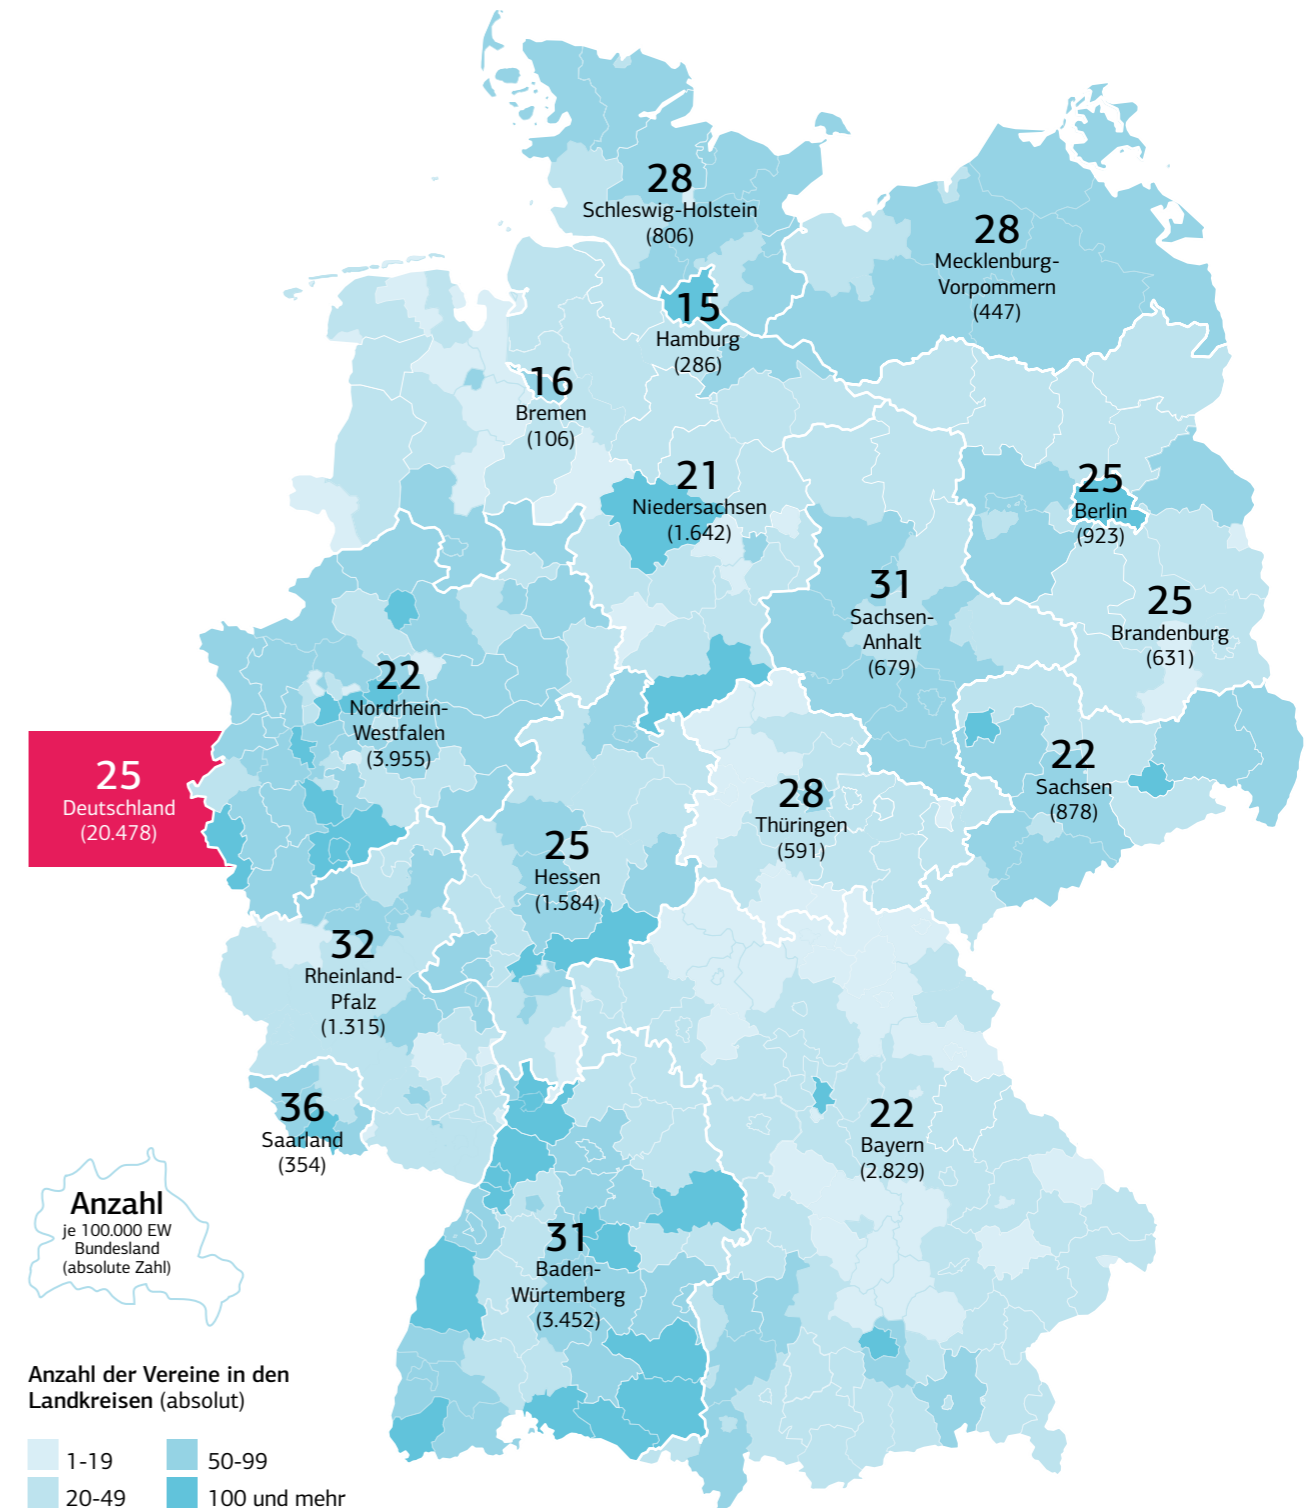 28
Schleswig-Holstein
(806)
28
Mecklenburg-
Vorpommern
(447)
15
Hamburg
(286)
16
Bremen
(106)
21
Niedersachsen
(1.642)
25
Berlin
(923)
31
Sachsen-
Anhalt
(679)
25
Brandenburg
(631)
22
Nordrhein-
Westfalen
(3.955)
25
Deutschland
(20.478)
22
Sachsen
(878)
28
Thüringen
(591)
25
Hessen
(1.584)
32
Rheinland-
Pfalz
(1.315)
36
Saarland
(354)
22
Bayern
(2.829)
31
Baden-
Würtemberg
(3.452)
Anzahl
je 100.000 EW
Bundesland
(absolute Zahl)
Anzahl der Vereine in den
Landkreisen (absolut)
1-19
50-99
20-49
100 und mehr